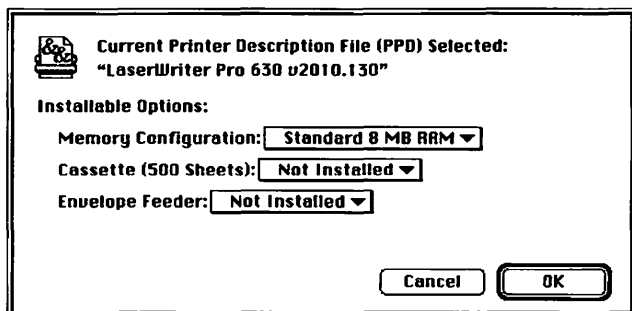 Current Printer Description File (PPD) Selected:
“LaserWriter Pro 630 v2010.130”
Installable Options:
Memory Configuration: Standard 8 MB RAM
Cassette (500 Sheets): Not Installed
Envelope Feeder: Not Installed
Cancel OK